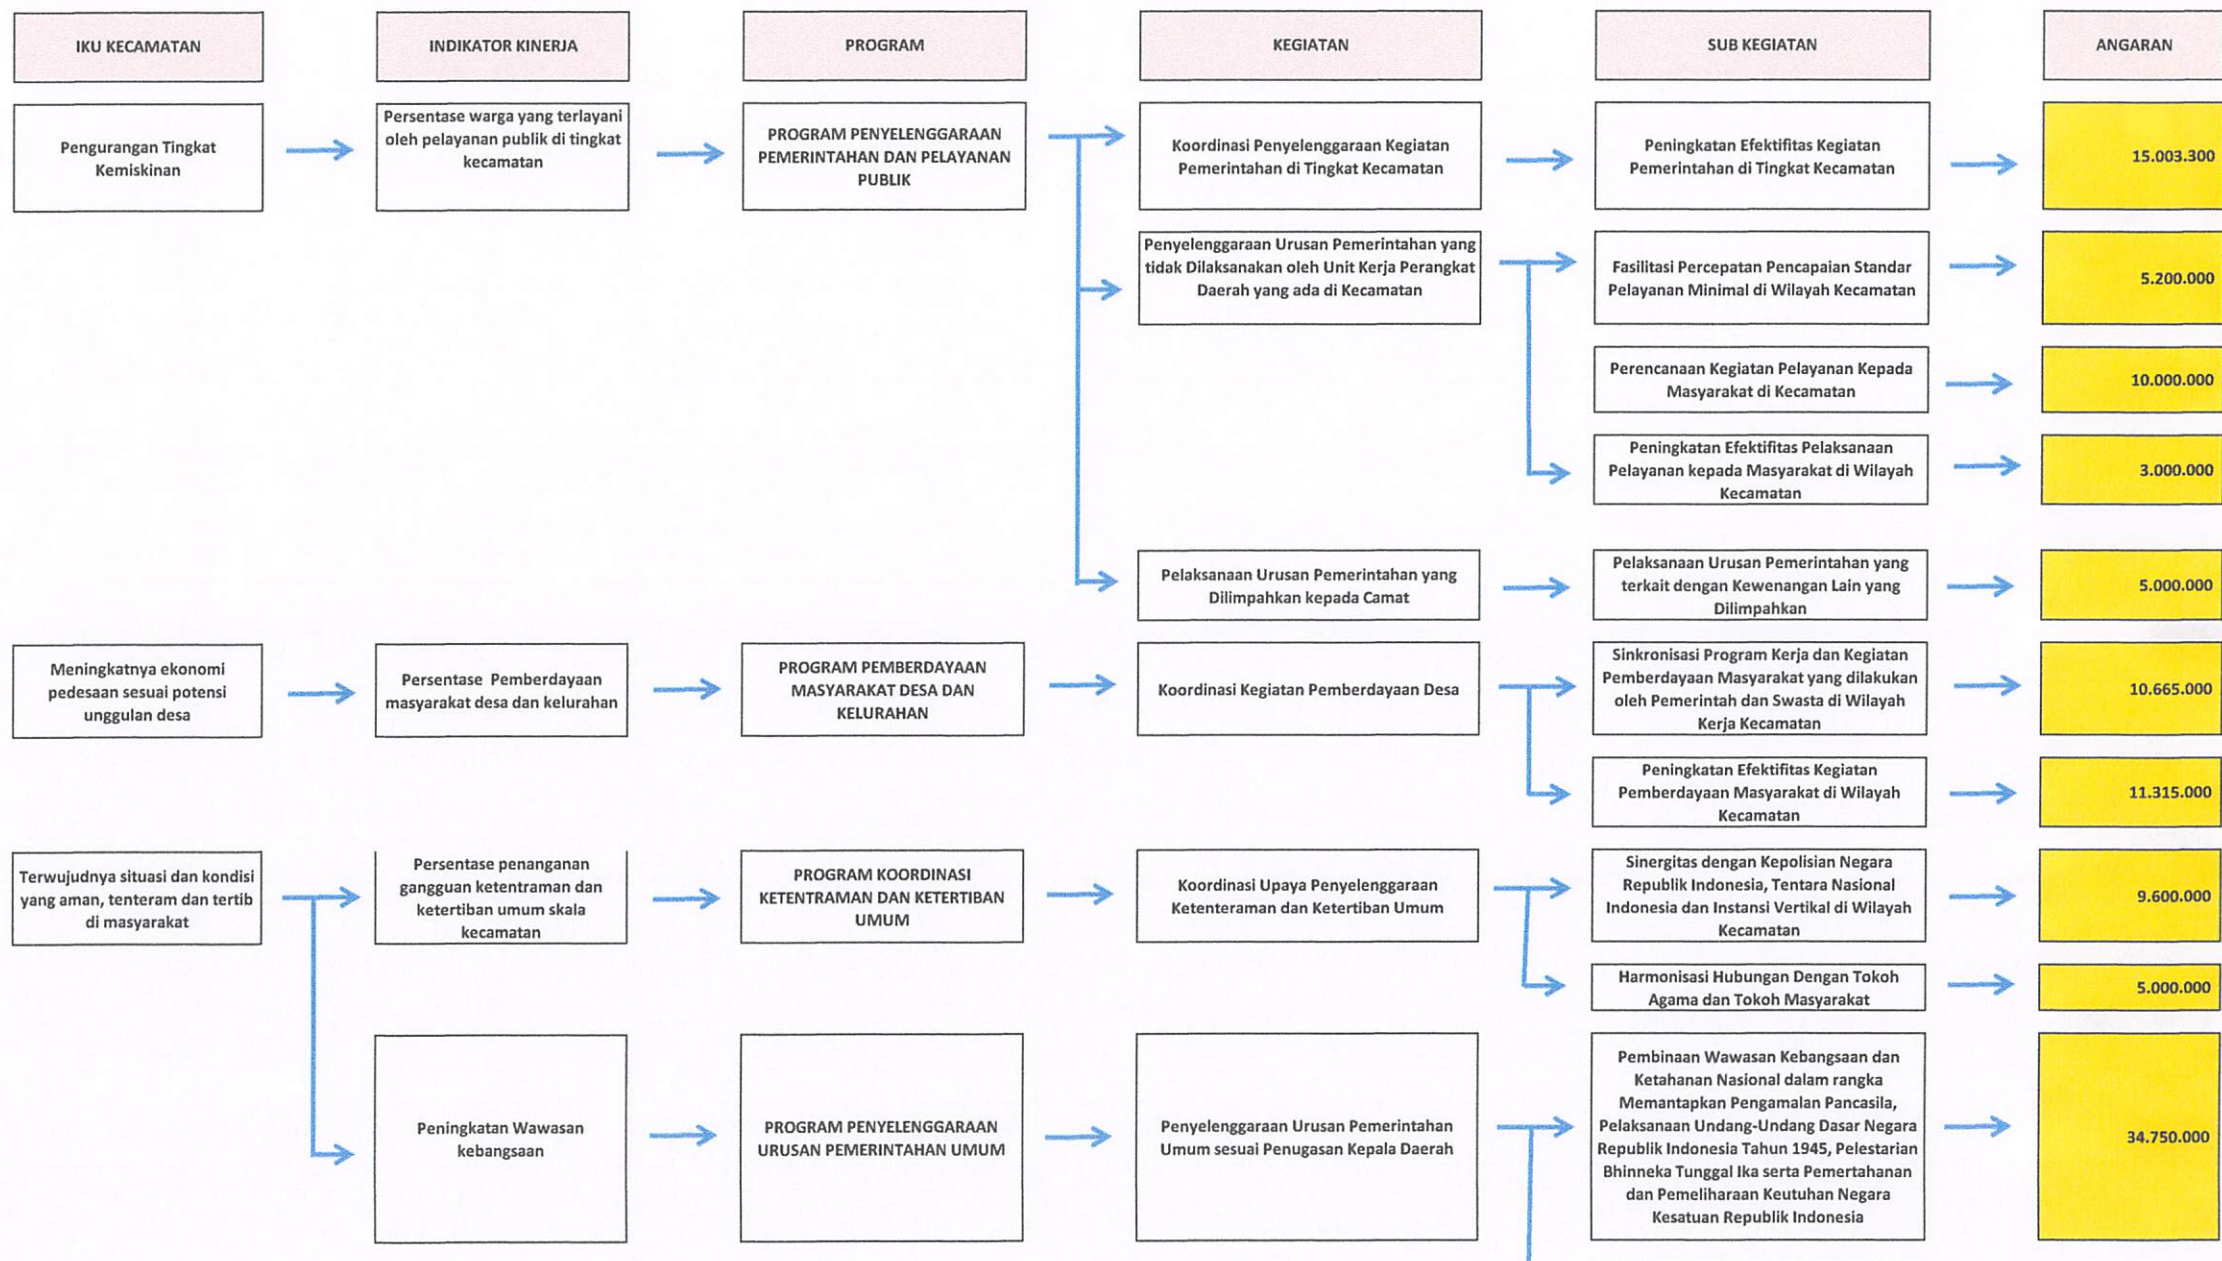 IKU KECAMATAN
INDIKATOR KINERJA
PROGRAM
KEGIATAN
SUB KEGIATAN
ANGARAN
Pengurangan Tingkat
Kemiskinan
Persentase warga yang terlayani
oleh pelayanan publik di tingkat
kecamatan
PROGRAM PENYELENGGARAAN
PEMERINTAHAN DAN PELAYANAN
PUBLIK
Koordinasi Penyelenggaraan Kegiatan
Pemerintahan di Tingkat Kecamatan
Peningkatan Efektifitas Kegiatan
Pemerintahan di Tingkat Kecamatan
15.003.300
Penyelenggaraan Urusan Pemerintahan yang
tidak Dilaksanakan oleh Unit Kerja Perangkat
Daerah yang ada di Kecamatan
Fasilitasi Percepatan Pencapaian Standar
Pelayanan Minimal di Wilayah Kecamatan
5.200.000
Perencanaan Kegiatan Pelayanan Kepada
Masyarakat di Kecamatan
10.000.000
Peningkatan Efektifitas Pelaksanaan
Pelayanan kepada Masyarakat di Wilayah
Kecamatan
3.000.000
Pelaksanaan Urusan Pemerintahan yang
Dilimpahkan kepada Camat
Pelaksanaan Urusan Pemerintahan yang
terkait dengan Kewenangan Lain yang
Dilimpahkan
5.000.000
Meningkatnya ekonomi
pedesaan sesuai potensi
unggulan desa
Persentase Pemberdayaan
masyarakat desa dan kelurahan
PROGRAM PEMBERDAYAAN
MASYARAKAT DESA DAN
KELURAHAN
Koordinasi Kegiatan Pemberdayaan Desa
Sinkronisasi Program Kerja dan Kegiatan
Pemberdayaan Masyarakat yang dilakukan
oleh Pemerintah dan Swasta di Wilayah
Kerja Kecamatan
10.665.000
Peningkatan Efektifitas Kegiatan
Pemberdayaan Masyarakat di Wilayah
Kecamatan
11.315.000
Terwujudnya situasi dan kondisi
yang aman, tenteram dan tertib
di masyarakat
Persentase penanganan
gangguan ketentraman dan
ketertiban umum skala
kecamatan
PROGRAM KOORDINASI
KETENTRAMAN DAN KETERTIBAN
UMUM
Koordinasi Upaya Penyelenggaraan
Ketenteraman dan Ketertiban Umum
Sinergitas dengan Kepolisian Negara
Republik Indonesia, Tentara Nasional
Indonesia dan Instansi Vertikal di Wilayah
Kecamatan
9.600.000
Harmonisasi Hubungan Dengan Tokoh
Agama dan Tokoh Masyarakat
5.000.000
Peningkatan Wawasan
kebangsaan
PROGRAM PENYELENGGARAAN
URUSAN PEMERINTAHAN UMUM
Penyelenggaraan Urusan Pemerintahan
Umum sesuai Penugasan Kepala Daerah
Pembinaan Wawasan Kebangsaan dan
Ketahanan Nasional dalam rangka
Memantapkan Pengamalan Pancasila,
Pelaksanaan Undang-Undang Dasar Negara
Republik Indonesia Tahun 1945, Pelestarian
Bhinneka Tunggal Ika serta Pemertahanan
dan Pemeliharaan Keutuhan Negara
Kesatuan Republik Indonesia
34.750.000